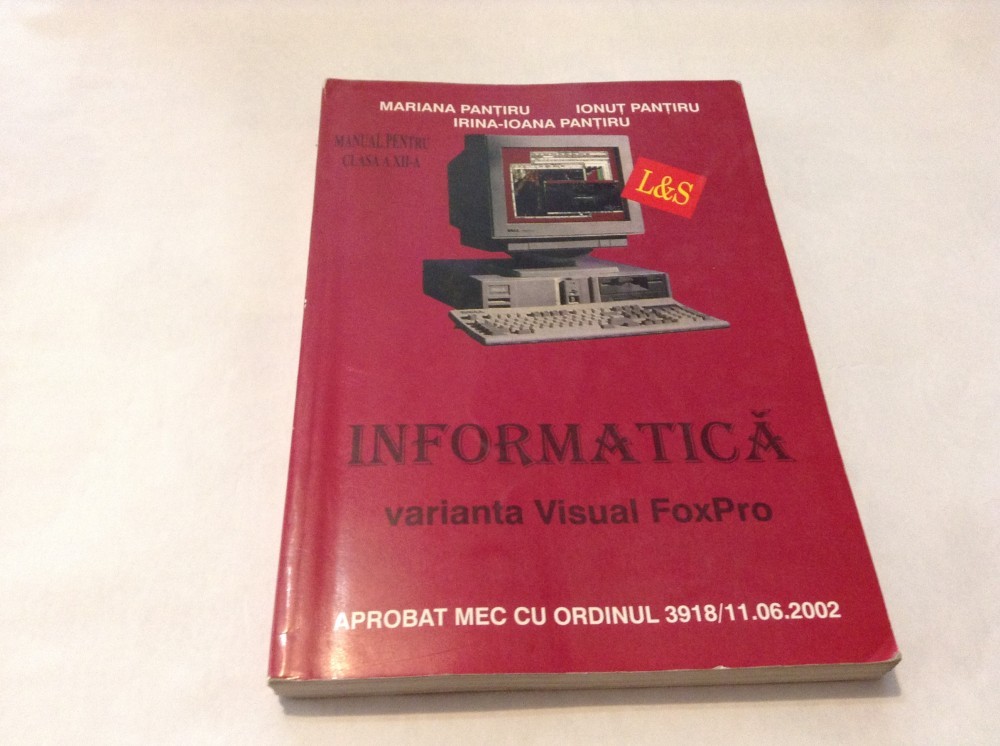 MARIANA PANȚIRU IONUȚ PANȚIRU
IRINA-IOANA PANȚIRU
MANUAL PENTRU
CLASA A XII-A
L&S
INFORMATICĂ
varianta Visual FoxPro
APROBAT MEC CU ORDINUL 3918/11.06.2002